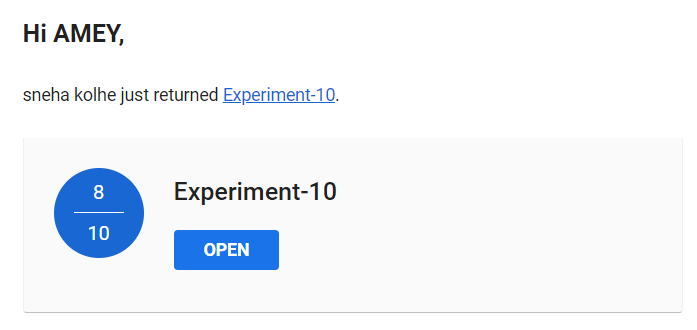 Hi AMEY,
sneha kolhe just returned Experiment-10.
8
10
Experiment-10
OPEN